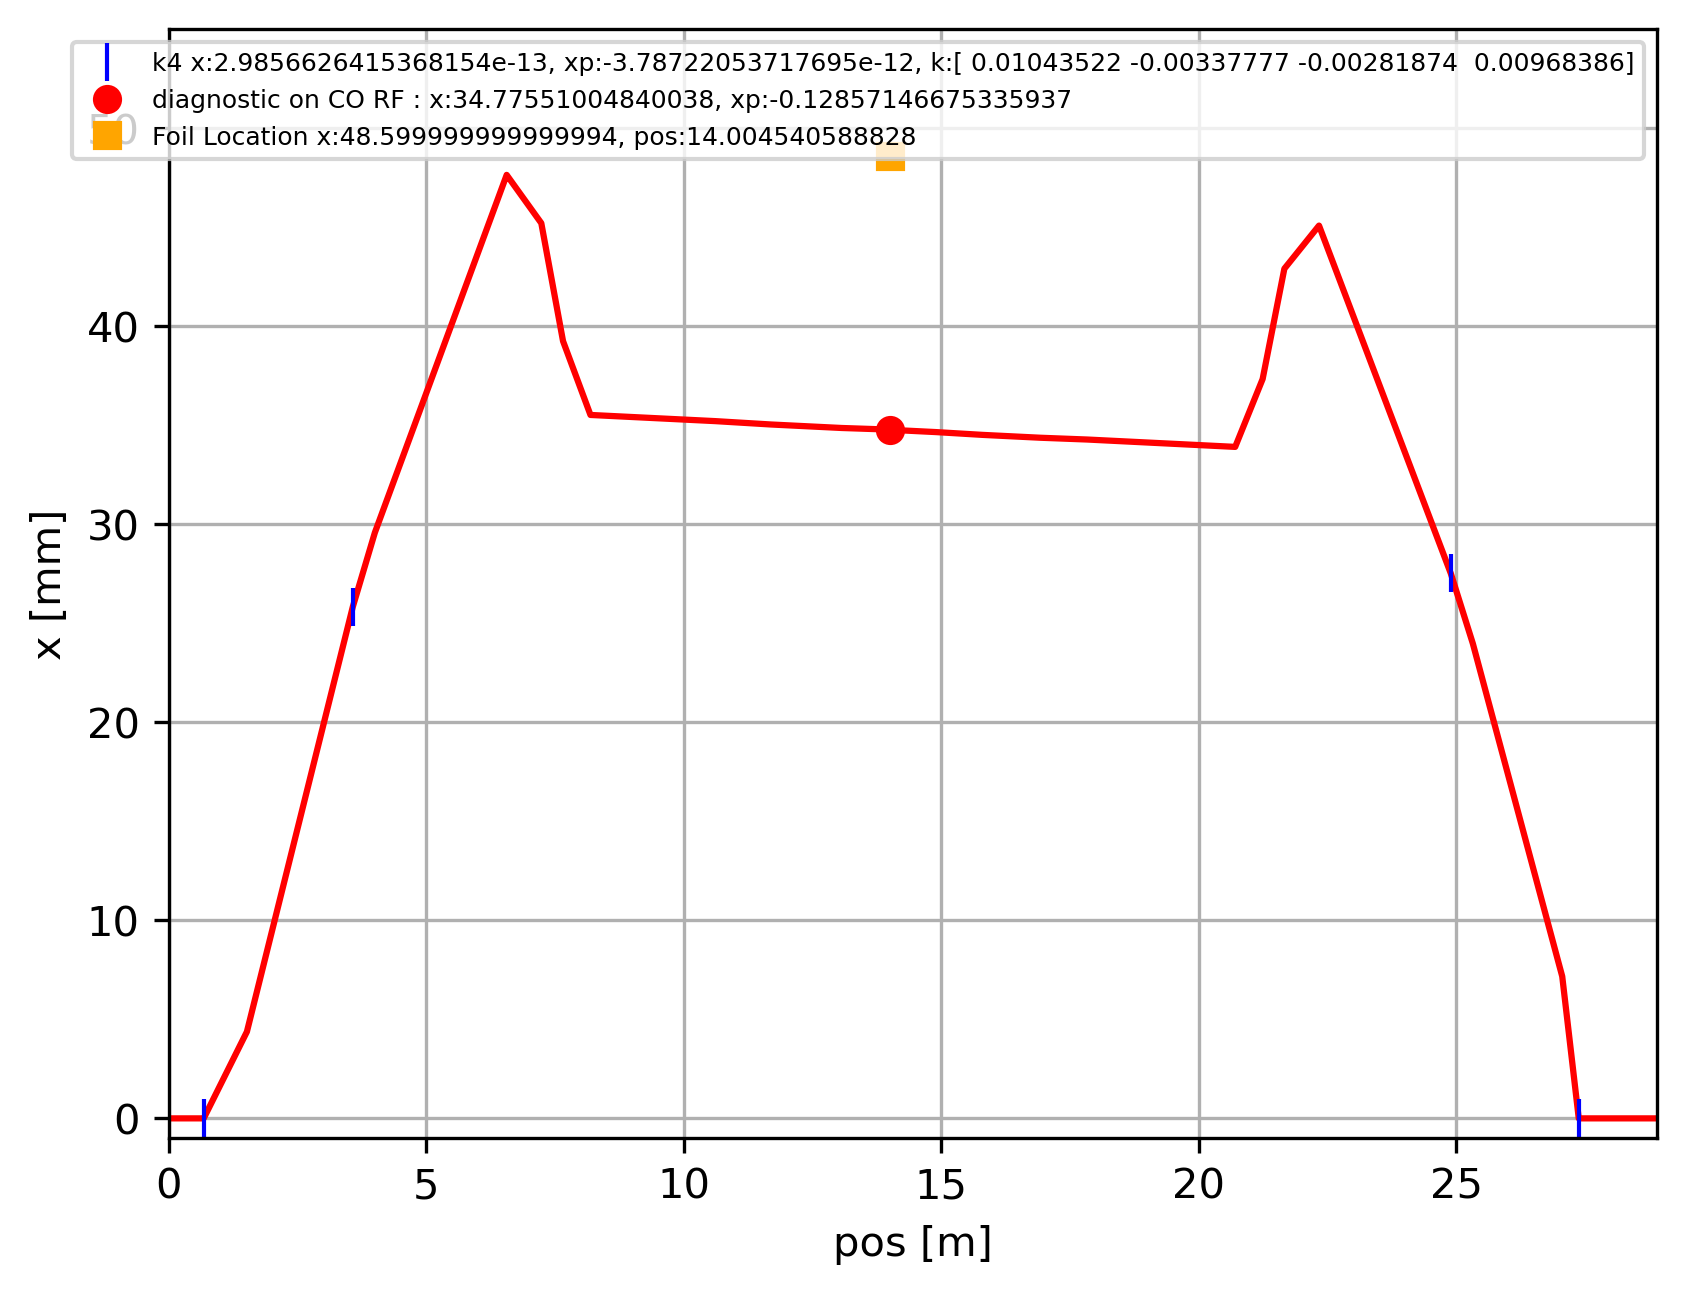 k4 x:2.9856626415368154e-13, xp:-3.78722053717695e-12, k:[ 0.01043522 -0.00337777 -0.00281874  0.00968386]
diagnostic on CO RF : x:34.77551004840038, xp:-0.12857146675335937
Foil Location x:48.599999999999994, pos:14.004540588828
50
40
30
20
10
0
x [mm]
0 5 10 15 20 25
pos [m]